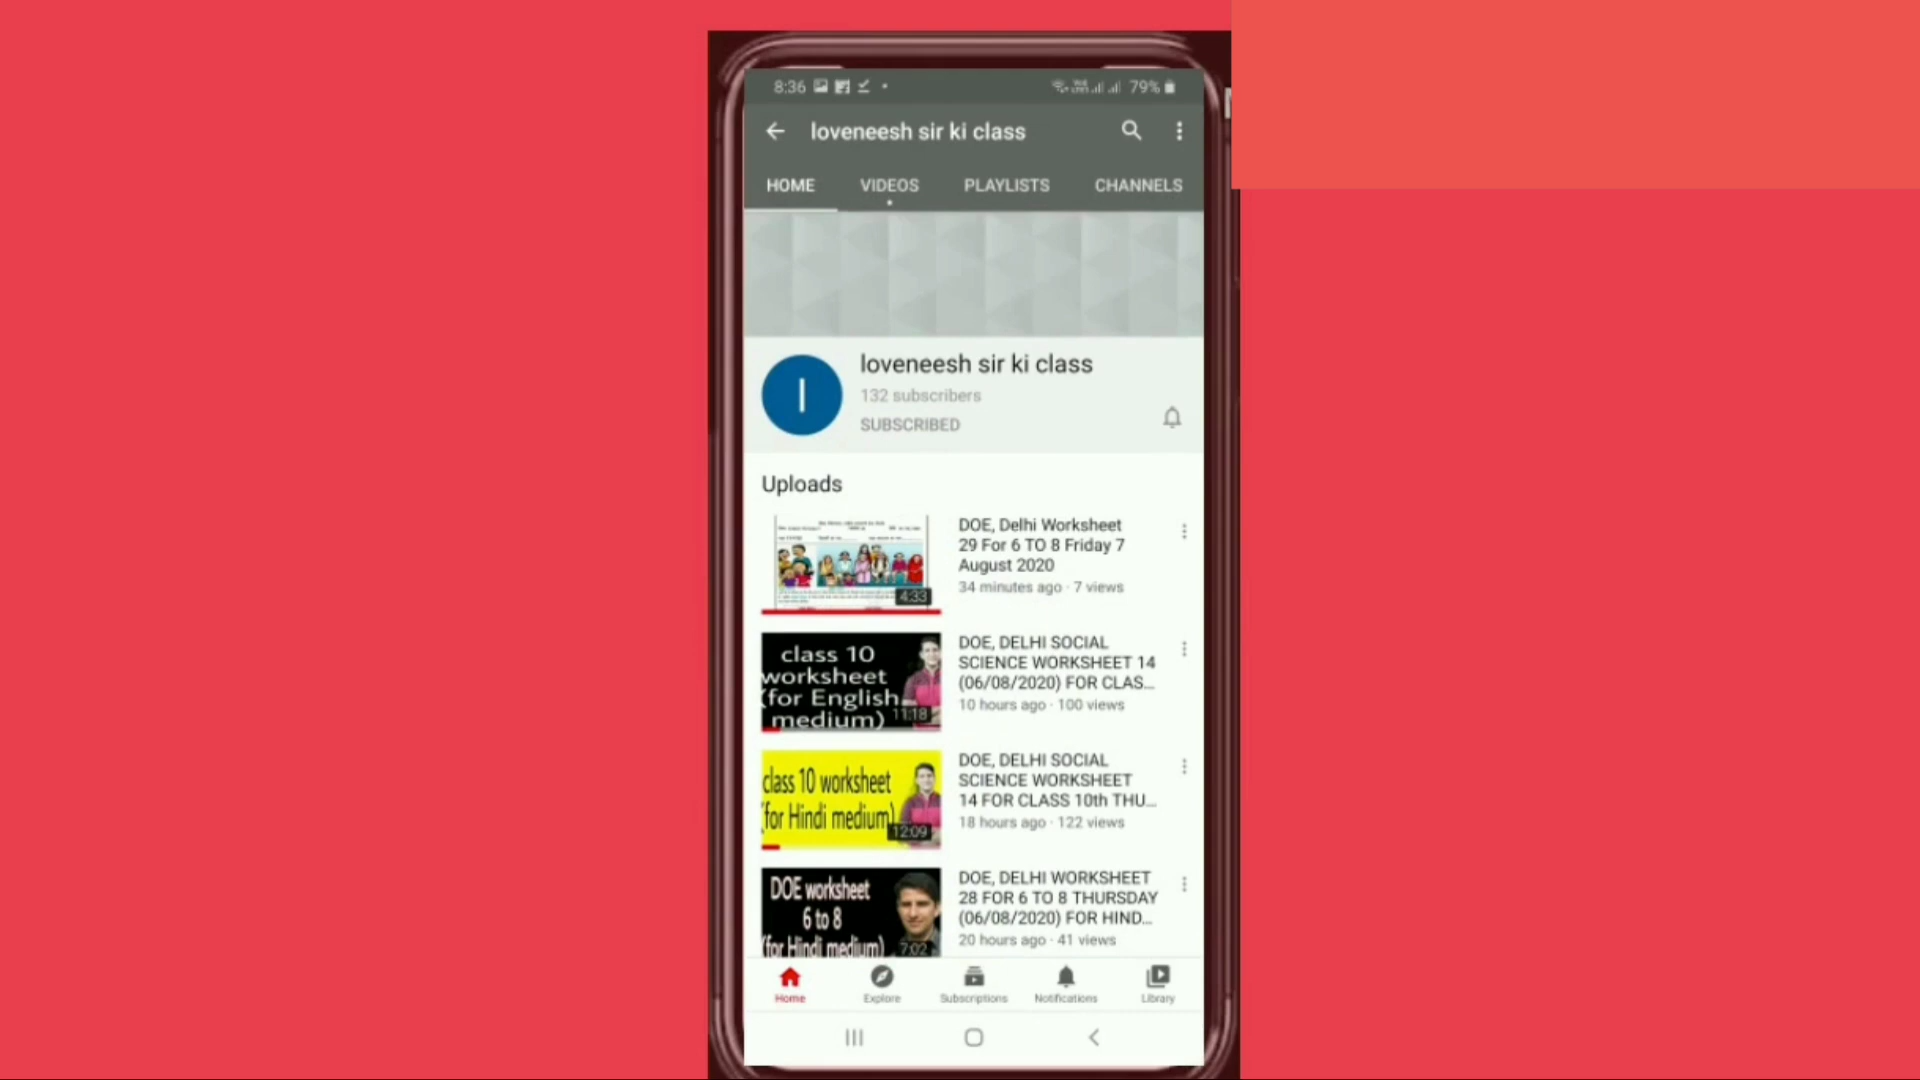 8:36
79%
loveneesh sir ki class
HOME VIDEOS PLAYLISTS CHANNELS
loveneesh sir ki class
132 subscribers
SUBSCRIBED
Uploads
DOE, Delhi Worksheet
29 For 6 TO 8 Friday 7
August 2020
34 minutes ago · 7 views
4:33
class 10
worksheet
(for English
medium)
11:18
DOE, DELHI SOCIAL
SCIENCE WORKSHEET 14
(06/08/2020) FOR CLAS...
10 hours ago · 100 views
class 10 worksheet
(for Hindi medium)
12:09
DOE, DELHI SOCIAL
SCIENCE WORKSHEET
14 FOR CLASS 10th THU...
18 hours ago · 122 views
DOE worksheet
6 to 8
(for Hindi medium)
7:02
DOE, DELHI WORKSHEET
28 FOR 6 TO 8 THURSDAY
(06/08/2020) FOR HIND...
20 hours ago · 41 views
Home Explore Subscriptions Notifications Library